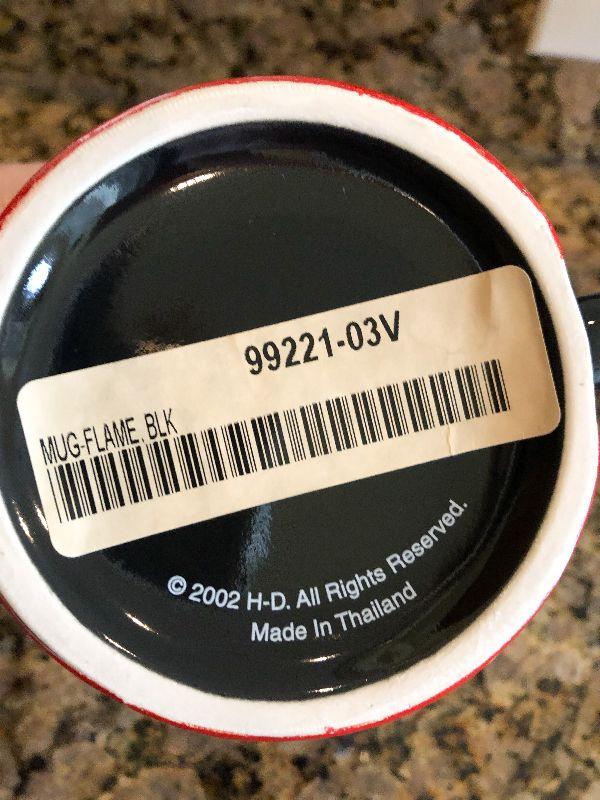 99221-03V
MUG-FLAME, BLK
© 2002 H-D. All Rights Reserved.
Made In Thailand